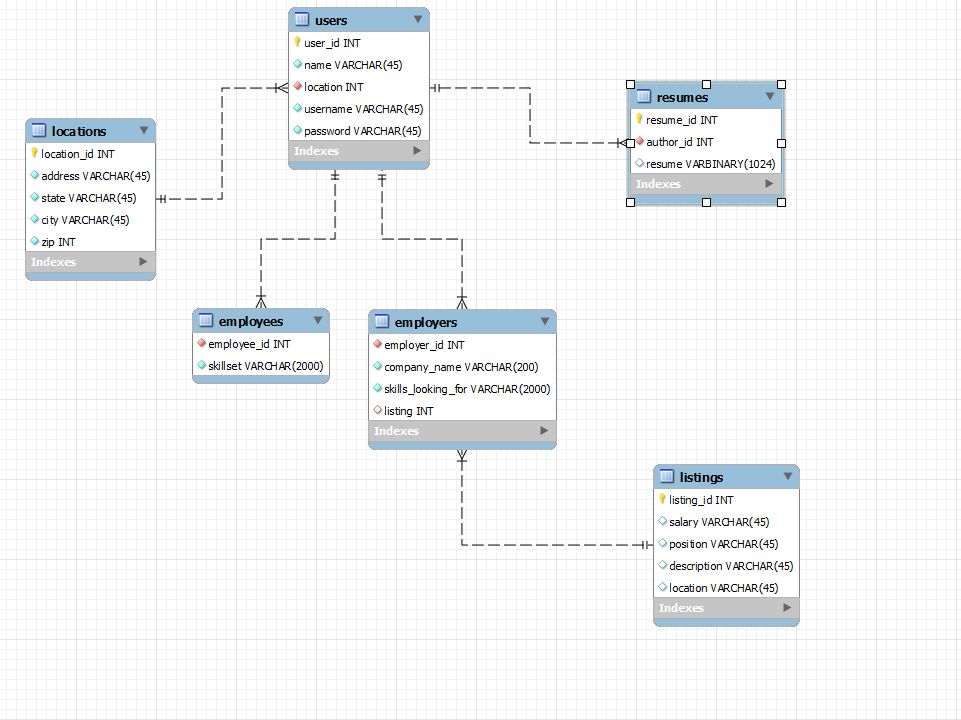 users
user_id INT
name VARCHAR(45)
location INT
username VARCHAR(45)
password VARCHAR(45)
Indexes
resumes
resume_id INT
author_id INT
resume VARBINARY(1024)
Indexes
locations
location_id INT
address VARCHAR(45)
state VARCHAR(45)
city VARCHAR(45)
zip INT
Indexes
employees
employee_id INT
skillset VARCHAR(2000)
employers
employer_id INT
company_name VARCHAR(200)
skills_looking_for VARCHAR(2000)
listing INT
Indexes
listings
listing_id INT
salary VARCHAR(45)
position VARCHAR(45)
description VARCHAR(45)
location VARCHAR(45)
Indexes